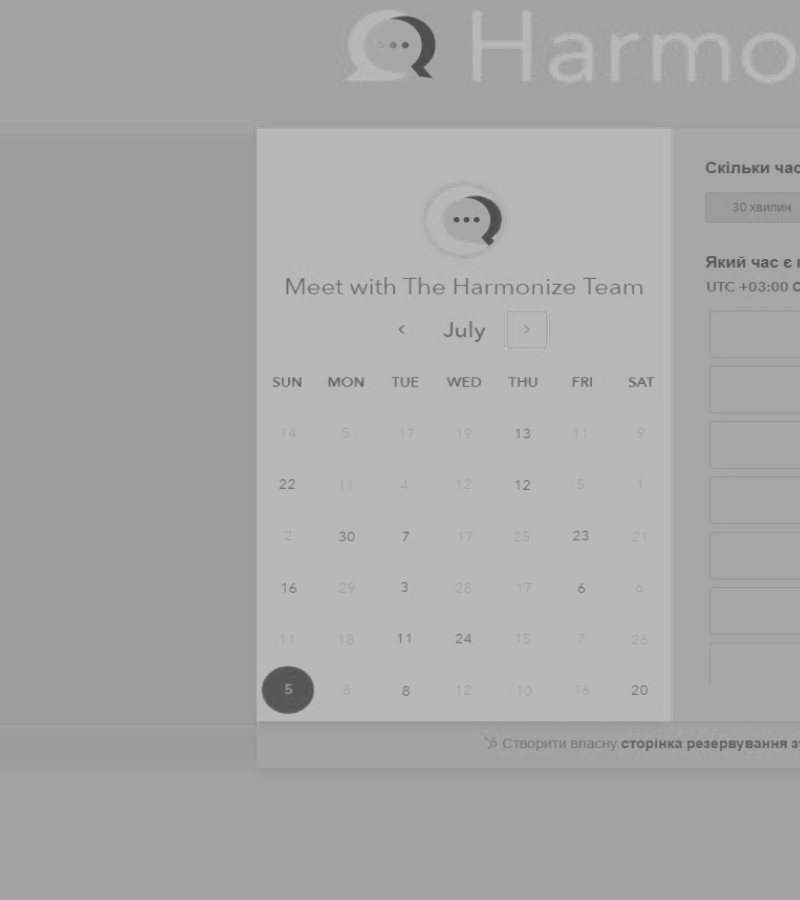 Harmo
Meet with The Harmonize Team
July
SUN MON TUE WED THU FRI SAT
14 5 17 19 13 11 9
22 11 4 12 12 5 1
2 30 7 17 25 23 21
16 29 3 28 17 6 6
11 18 11 24 15 7 26
5 8 8 12 10 16 20
Скільки час
30 хвилин
Який час є
UTC +03:00
Створити власну сторінка резервування з